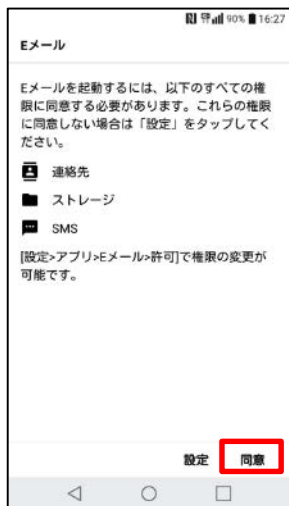 90% 16:27
Eメール
Eメールを起動するには、以下のすべての権
限に同意する必要があります。これらの権限
に同意しない場合は「設定」をタップしてく
ださい。
連絡先
ストレージ
SMS
[設定>アプリ>Eメール>許可]で権限の変更が
可能です。
設定 同意